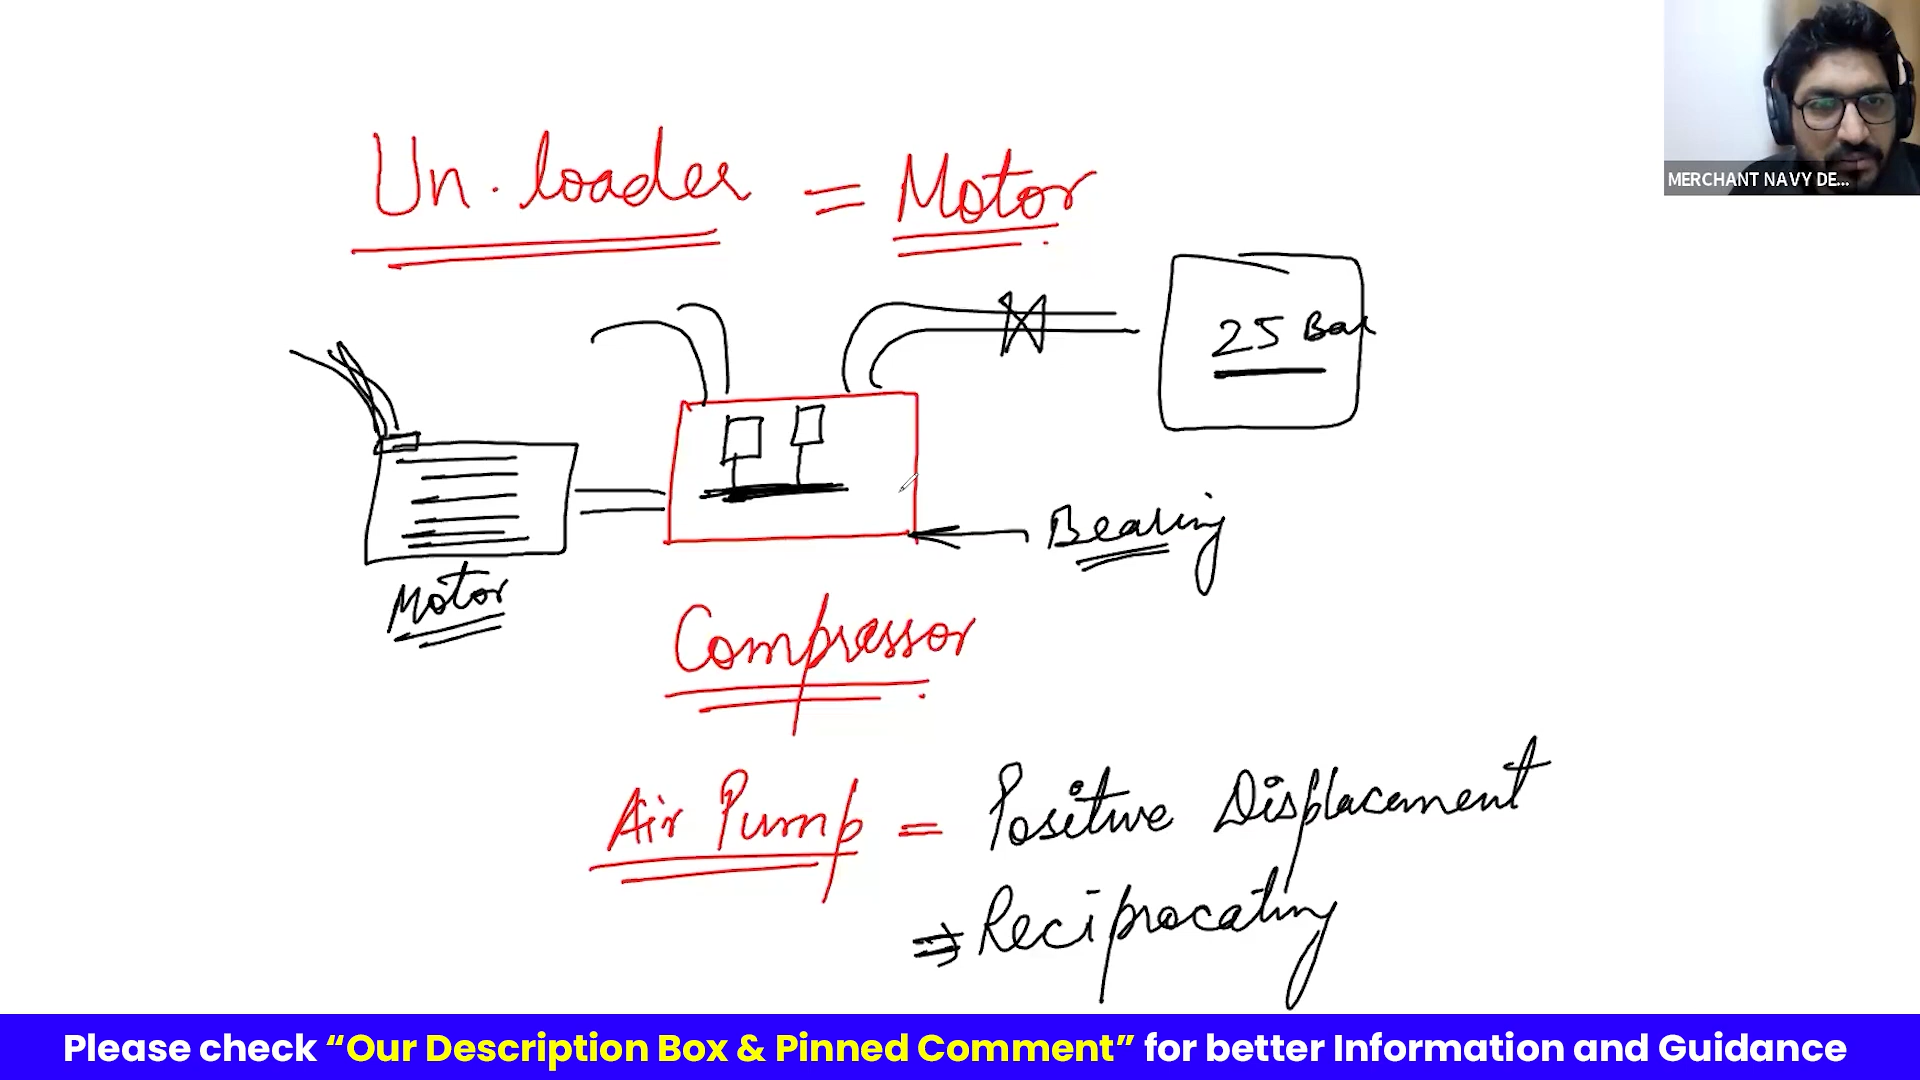 MERCHANT NAVY DE...
Un.loader = Motor
25 Bar
Bearing
Motor
Compressor
Air Pump = Positive Displacement
⇒ Reciprocating
Please check “Our Description Box & Pinned Comment” for better Information and Guidance